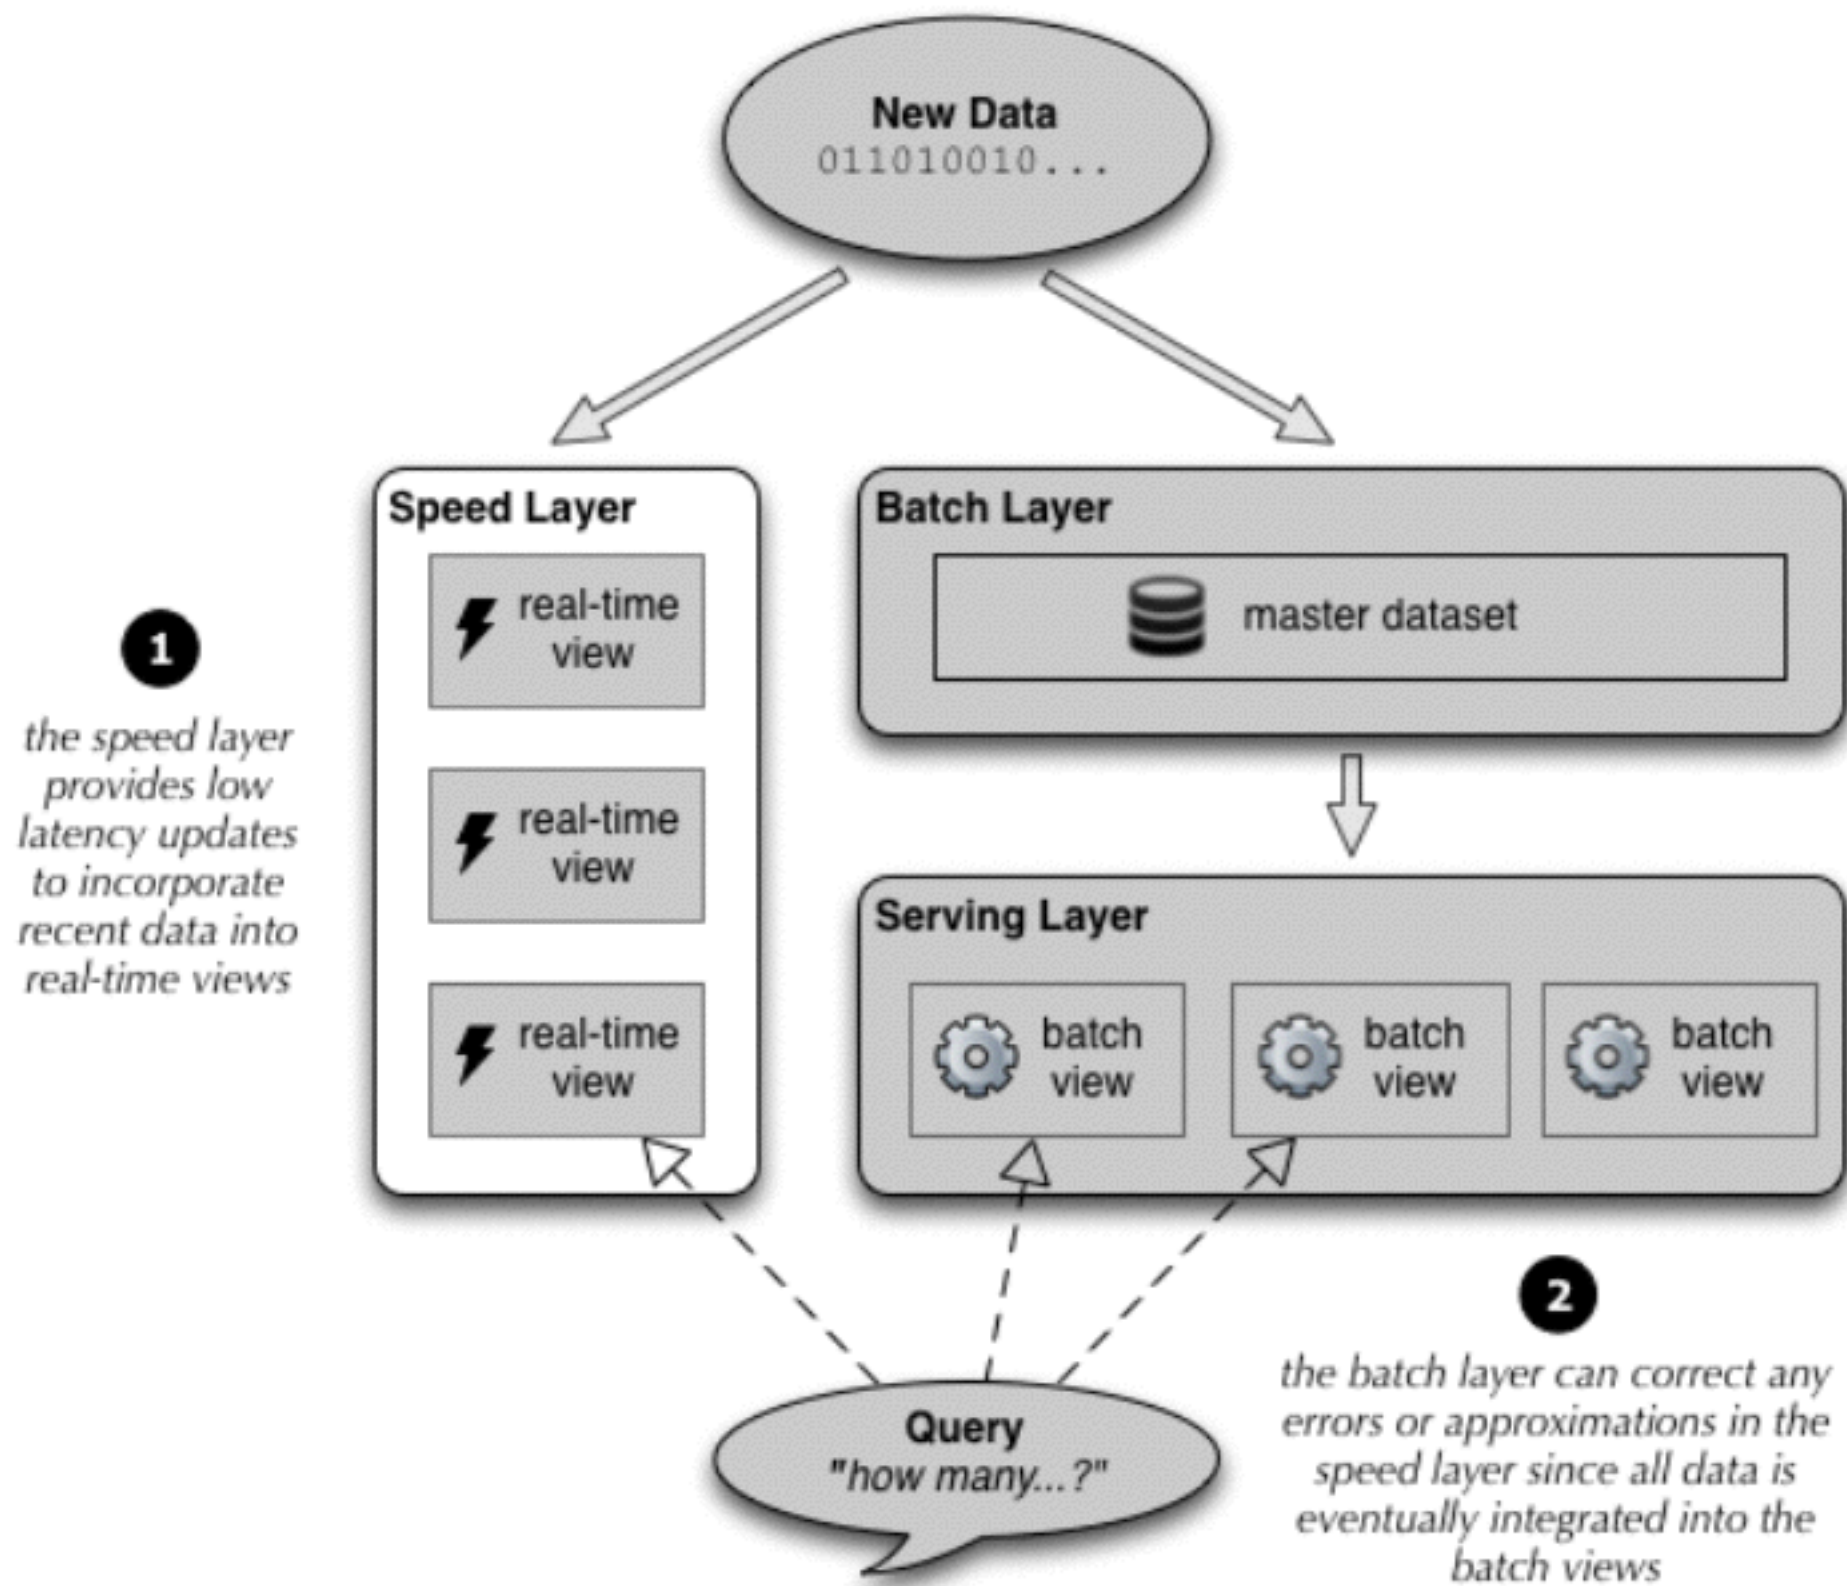 New Data
011010010...
Speed Layer
real-time
view
real-time
view
real-time
view
Batch Layer
master dataset
Serving Layer
batch
view
batch
view
batch
view
1
the speed layer
provides low
latency updates
to incorporate
recent data into
real-time views
Query
"how many...?"
2
the batch layer can correct any
errors or approximations in the
speed layer since all data is
eventually integrated into the
batch views